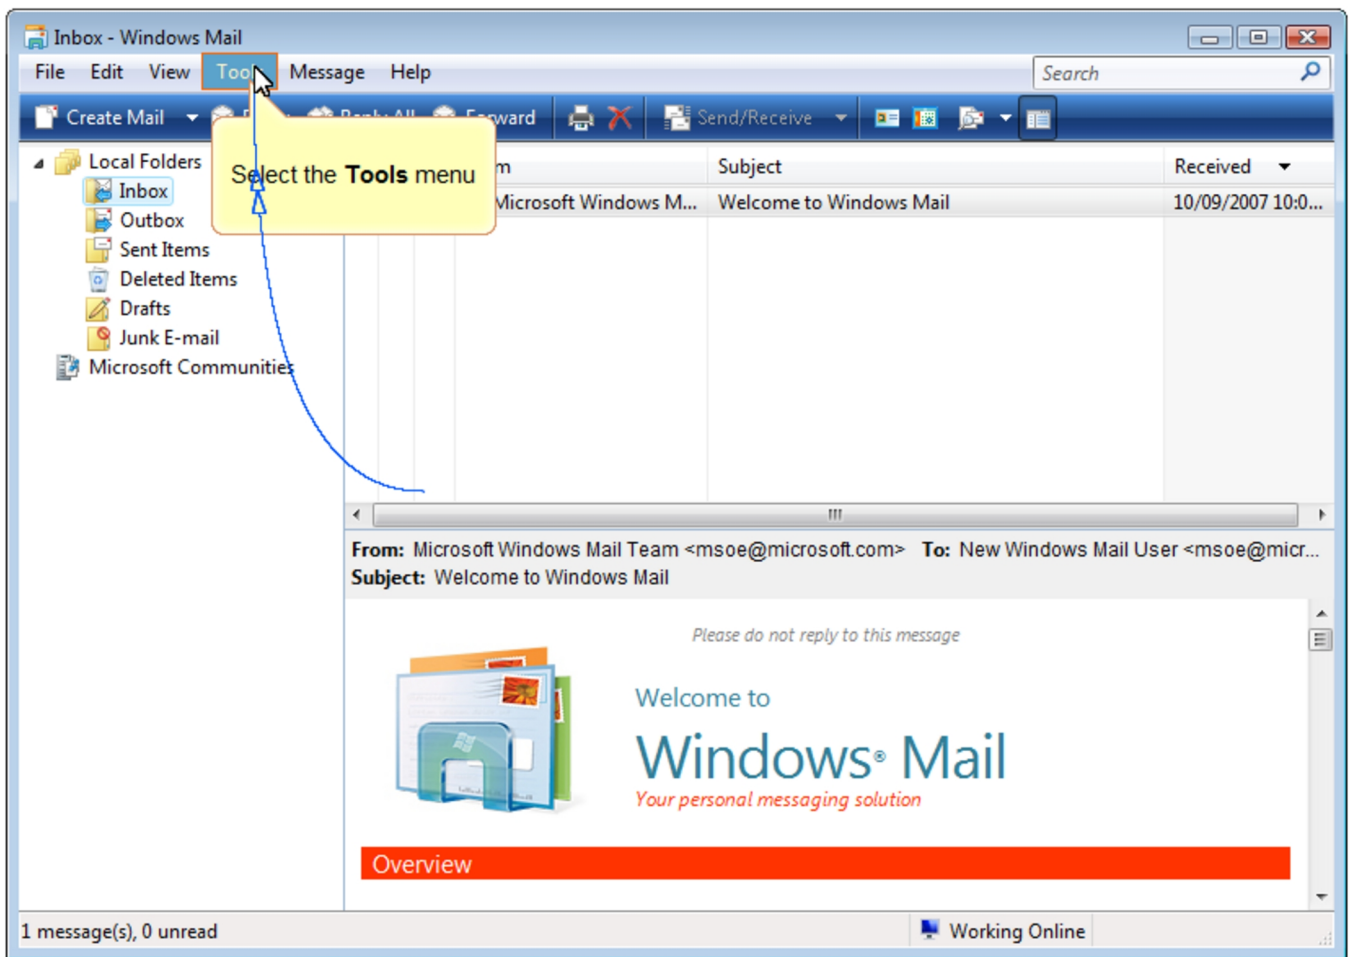 Inbox - Windows Mail
File Edit View Message Help
Search
Create Mail Send/Receive
Select the Tools menu
Local Folders
Inbox
Outbox
Sent Items
Deleted Items
Drafts
Junk E-mail
Microsoft Communities
Subject Received
Microsoft Windows M... Welcome to Windows Mail 10/09/2007 10:0...
From: Microsoft Windows Mail Team <msoe@microsoft.com> To: New Windows Mail User <msoe@micr...
Subject: Welcome to Windows Mail
Please do not reply to this message
Welcome to
Windows® Mail
Your personal messaging solution
Overview
1 message(s), 0 unread Working Online